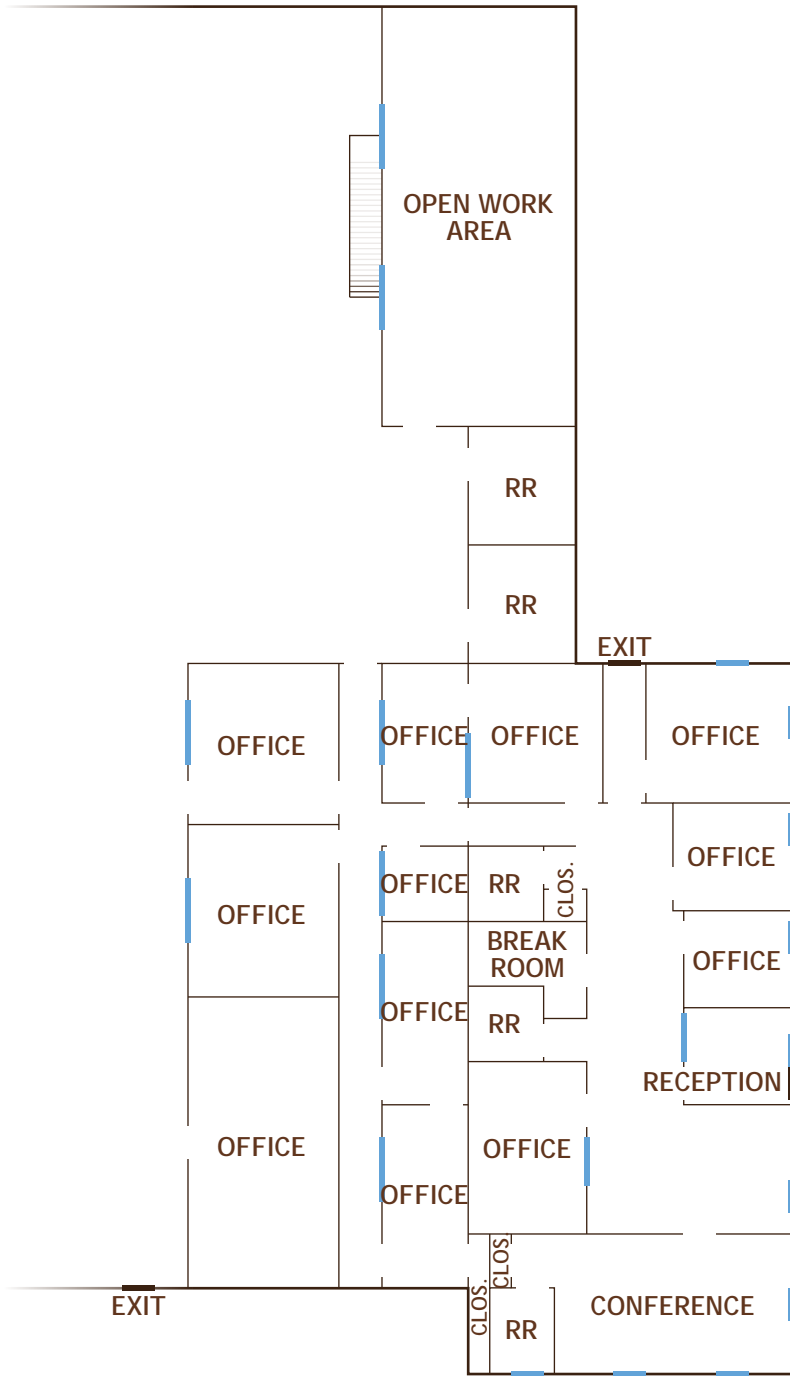 OPEN WORK
AREA
RR
RR
EXIT
OFFICE
OFFICE
OFFICE
OFFICE
OFFICE
OFFICE
RR
CLOS.
OFFICE
BREAK
ROOM
OFFICE
OFFICE
RR
RECEPTION
OFFICE
OFFICE
OFFICE
CLOS.
CLOS.
EXIT
RR
CONFERENCE